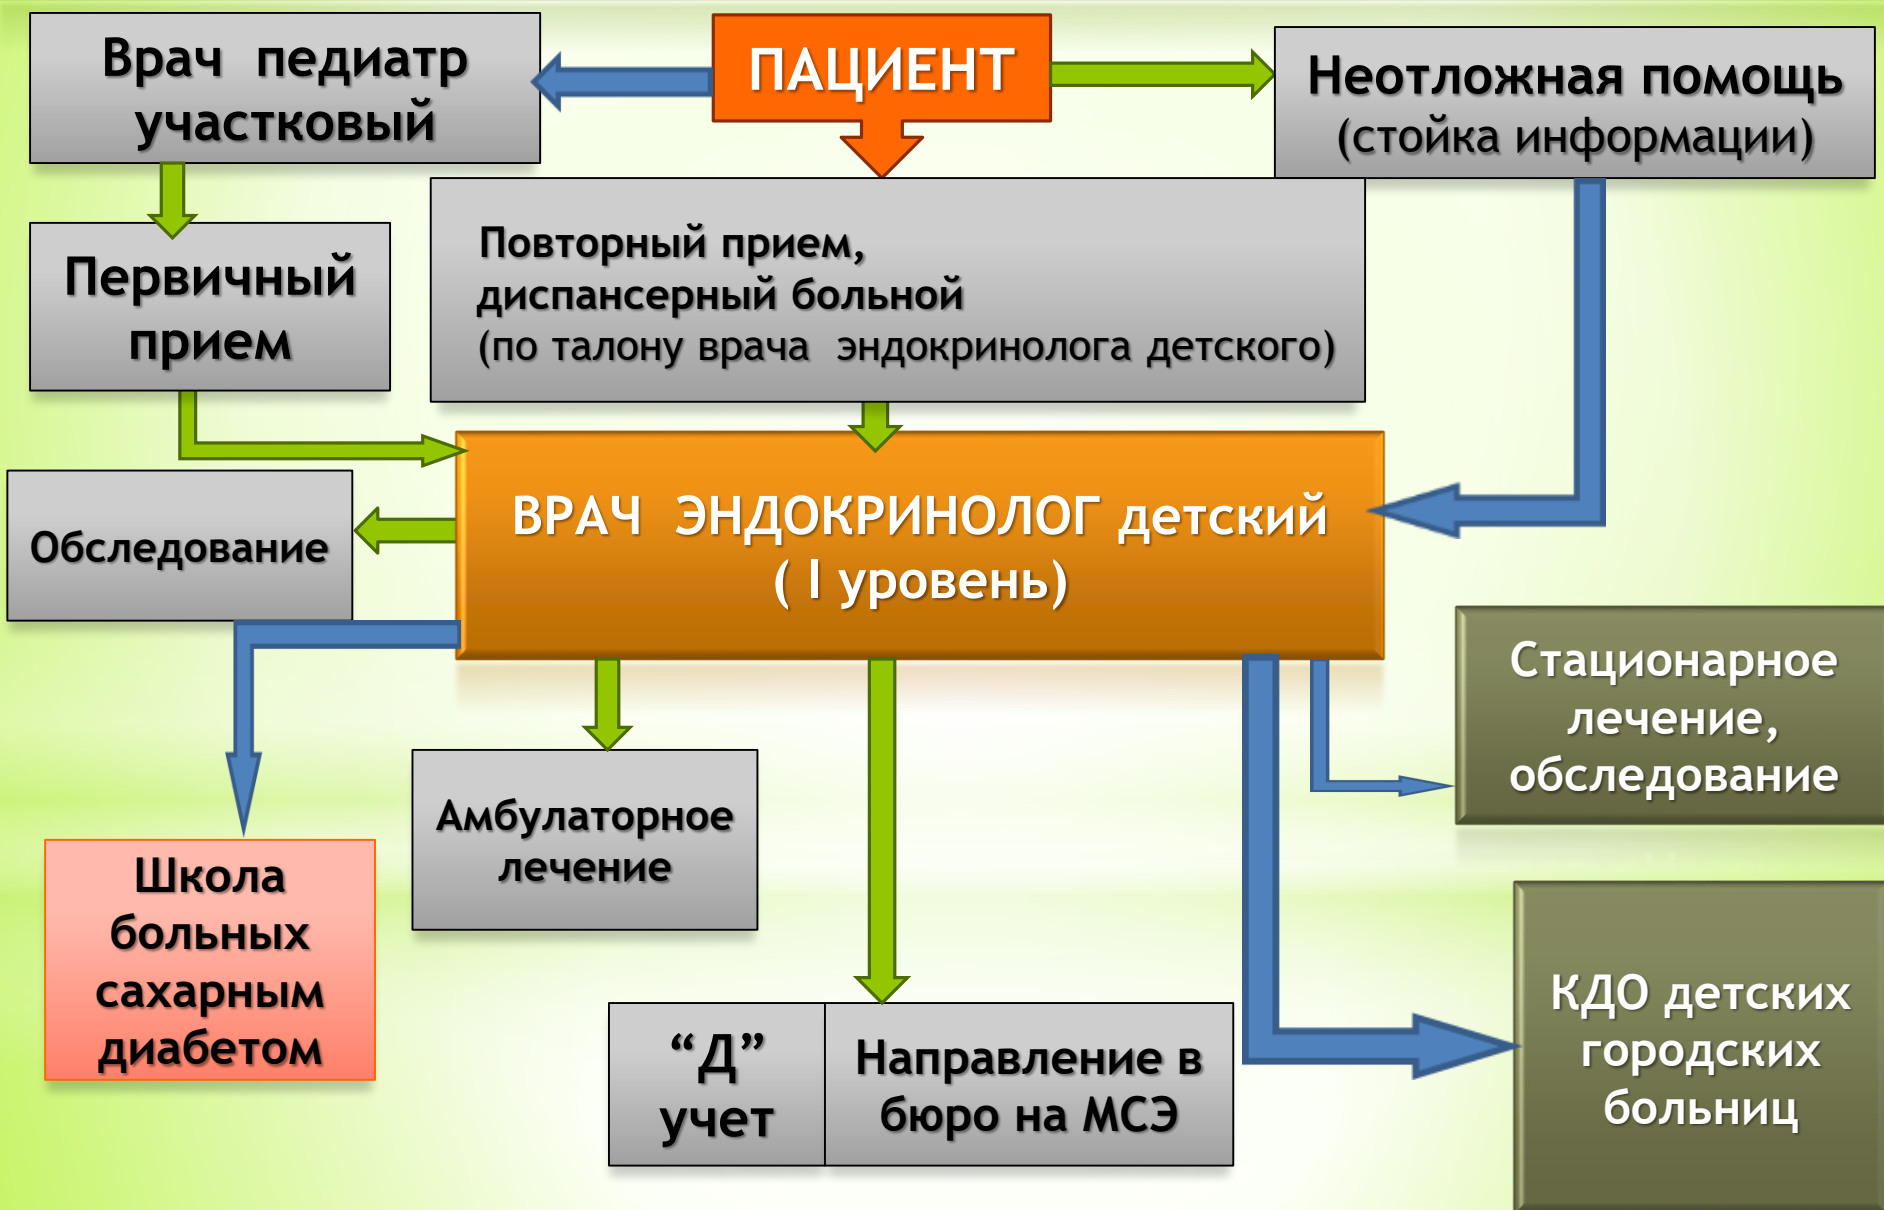 Врач педиатр
участковый
ПАЦИЕНТ
Неотложная помощь
(стойка информации)
Первичный
прием
Повторный прием,
диспансерный больной
(по талону врача эндокринолога детского)
ВРАЧ ЭНДОКРИНОЛОГ детский
( I уровень)
Обследование
Стационарное
лечение,
обследование
Амбулаторное
лечение
Школа
больных
сахарным
диабетом
“Д”
учет
Направление в
бюро на МСЭ
КДО детских
городских
больниц